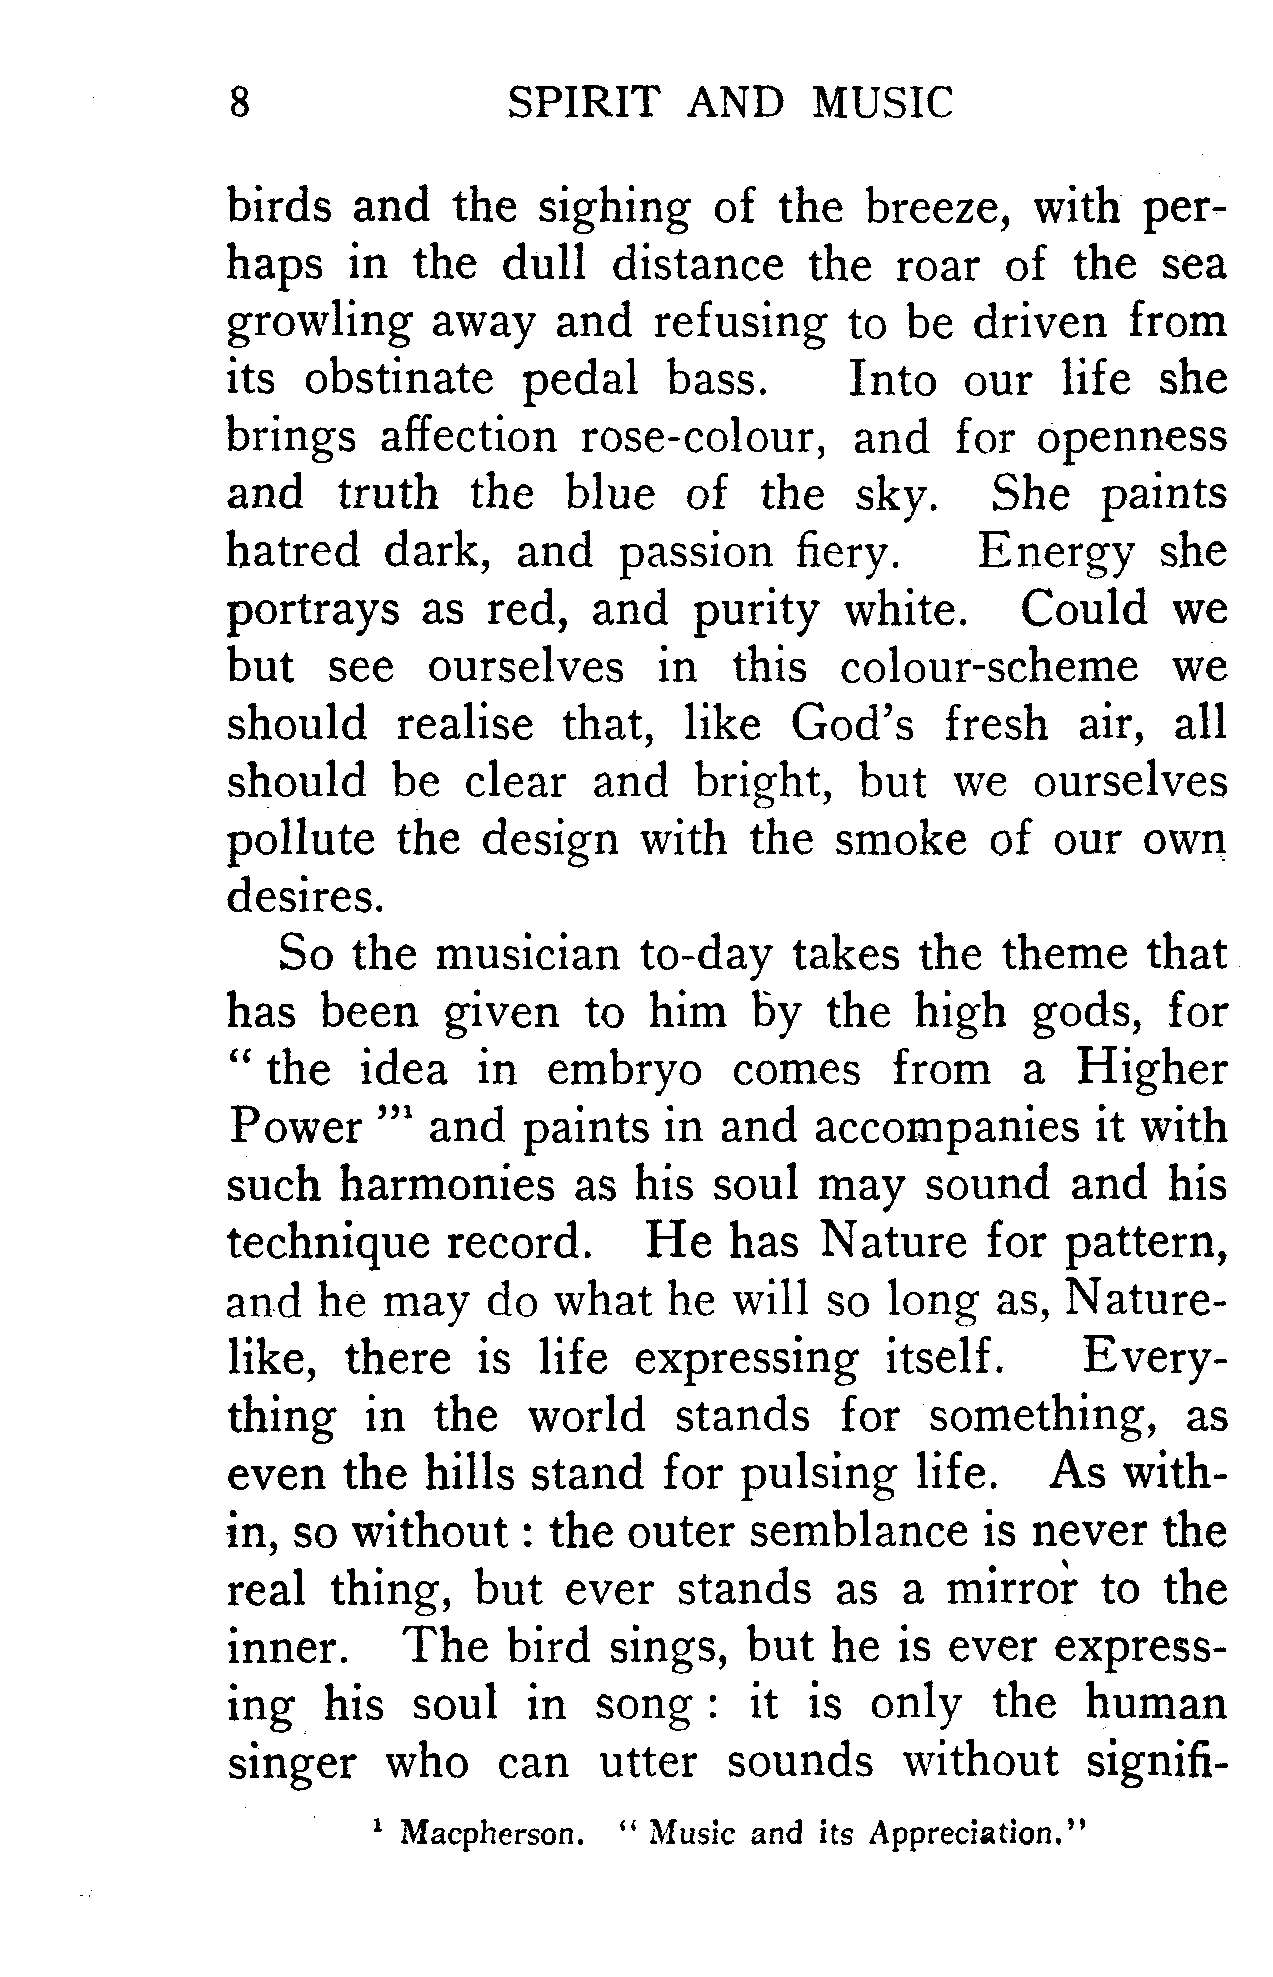 8 SPIRIT AND MUSIC
birds and the sighing of the breeze, with per-
haps in the dull distance the roar of the sea
growling away and refusing to be driven from
its obstinate pedal bass. Into our life she
brings affection rose-colour, and for openness
and truth the blue of the sky. She paints
hatred dark, and passion fiery. Energy she
portrays as red, and purity white. Could we
but see ourselves in this colour-scheme we
should realise that, like God's fresh air, all
should be clear and bright, but we ourselves
pollute the design with the smoke of our own
desires.
So the musician to-day takes the theme that
has been given to him by the high gods, for
“ the idea in embryo comes from a Higher
Power ”¹ and paints in and accompanies it with
such harmonies as his soul may sound and his
technique record. He has Nature for pattern,
and he may do what he will so long as, Nature-
like, there is life expressing itself. Every-
thing in the world stands for something, as
even the hills stand for pulsing life. As with-
in, so without : the outer semblance is never the
real thing, but ever stands as a mirror to the
inner. The bird sings, but he is ever express-
ing his soul in song : it is only the human
singer who can utter sounds without signifi-
¹ Macpherson. “ Music and its Appreciation.”